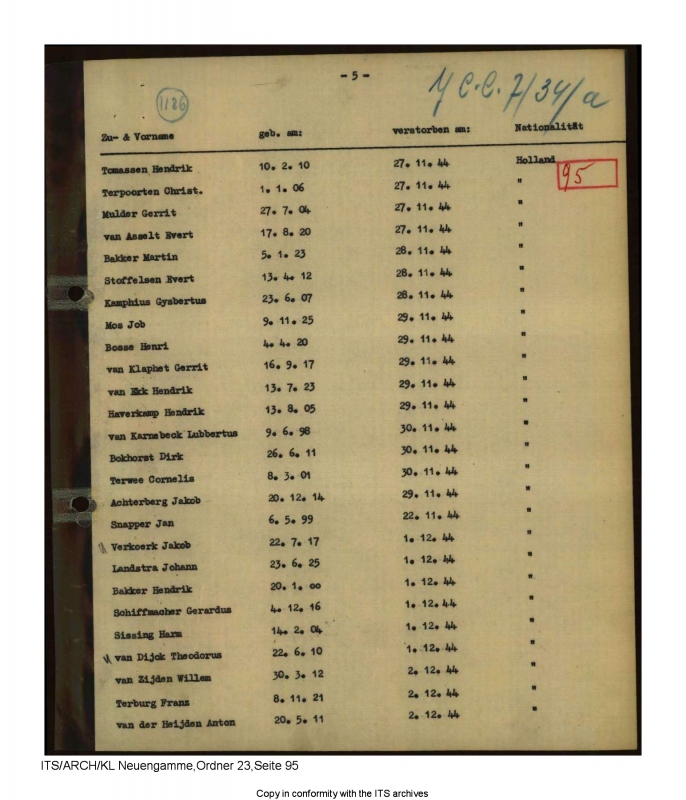 - 5 -
1186
Y C.C. 7/34/a
Zu- & Vorname geb. am: verstorben am: Nationalität
Tomassen Hendrik 10. 2. 10 27. 11. 44 Holland
95
Terpoorten Christ. 1. 1. 06 27. 11. 44 "
Mulder Gerrit 27. 7. 04 27. 11. 44 "
van Asselt Evert 17. 8. 20 27. 11. 44 "
Bakker Martin 5. 1. 23 28. 11. 44 "
Stoffelsen Evert 13. 4. 12 28. 11. 44 "
Kamphius Gysbertus 23. 6. 07 28. 11. 44 "
Mos Job 9. 11. 25 29. 11. 44 "
Bosse Henri 4. 4. 20 29. 11. 44 "
van Klaphet Gerrit 16. 9. 17 29. 11. 44 "
van Ekk Hendrik 13. 7. 23 29. 11. 44 "
Haverkamp Hendrik 13. 8. 05 29. 11. 44 "
van Karnebeck Lubbertus 9. 6. 98 30. 11. 44 "
Bokhorst Dirk 26. 6. 11 30. 11. 44 "
Terwee Cornelis 8. 3. 01 30. 11. 44 "
Achterberg Jakob 20. 12. 14 29. 11. 44 "
Snapper Jan 6. 5. 99 22. 11. 44 "
Verkoerk Jakob 22. 7. 17 1. 12. 44 "
Landstra Johann 23. 6. 25 1. 12. 44 "
Bakker Hendrik 20. 1. 00 1. 12. 44 "
Schiffmacher Gerardus 4. 12. 16 1. 12. 44 "
Sissing Harm 14. 2. 04 1. 12. 44 "
van Dijck Theodorus 22. 6. 10 1. 12. 44 "
van Zijden Willem 30. 3. 12 2. 12. 44 "
Terburg Franz 8. 11. 21 2. 12. 44 "
van der Heijden Anton 20. 5. 11 2. 12. 44 "
ITS/ARCH/KL Neuengamme,Ordner 23,Seite 95
Copy in conformity with the ITS archives